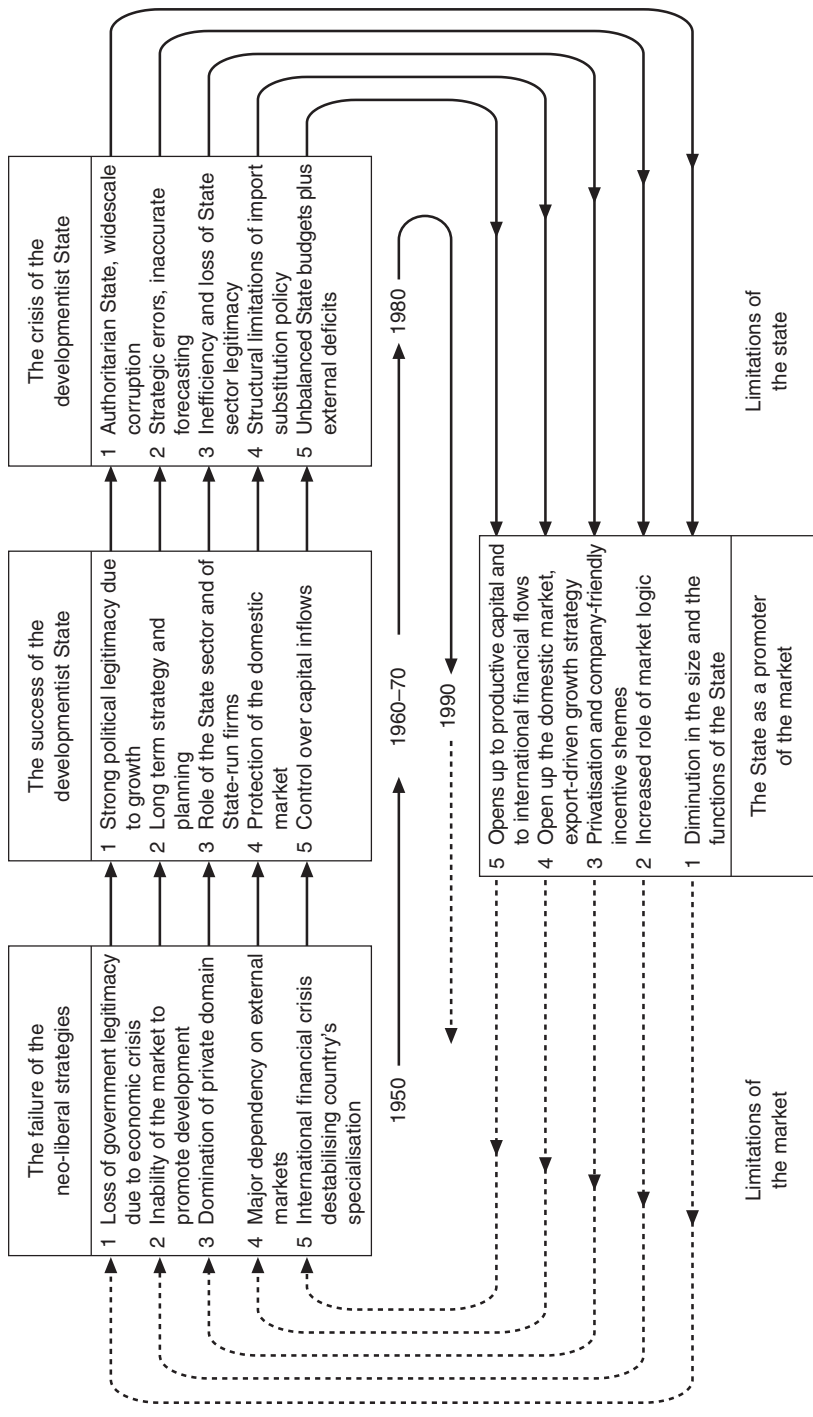 The failure of the
neo-liberal strategies
1 Loss of government legitimacy
due to economic crisis
2 Inability of the market to
promote development
3 Domination of private domain
4 Major dependency on external
markets
5 International financial crisis
destabilising country's
specialisation
The success of the
developmentist State
1 Strong political legitimacy due
to growth
2 Long term strategy and
planning
3 Role of the State sector and of
State-run firms
4 Protection of the domestic
market
5 Control over capital inflows
The crisis of the
developmentist State
1 Authoritarian State, widescale
corruption
2 Strategic errors, inaccurate
forecasting
3 Inefficiency and loss of State
sector legitimacy
4 Structural limitations of import
substitution policy
5 Unbalanced State budgets plus
external deficits
1950
1960–70
1980
1990
5 Opens up to productive capital and
to international financial flows
4 Open up the domestic market,
export-driven growth strategy
3 Privatisation and company-friendly
incentive shemes
2 Increased role of market logic
1 Diminution in the size and the
functions of the State
The State as a promoter
of the market
Limitations of
the market
Limitations of
the state